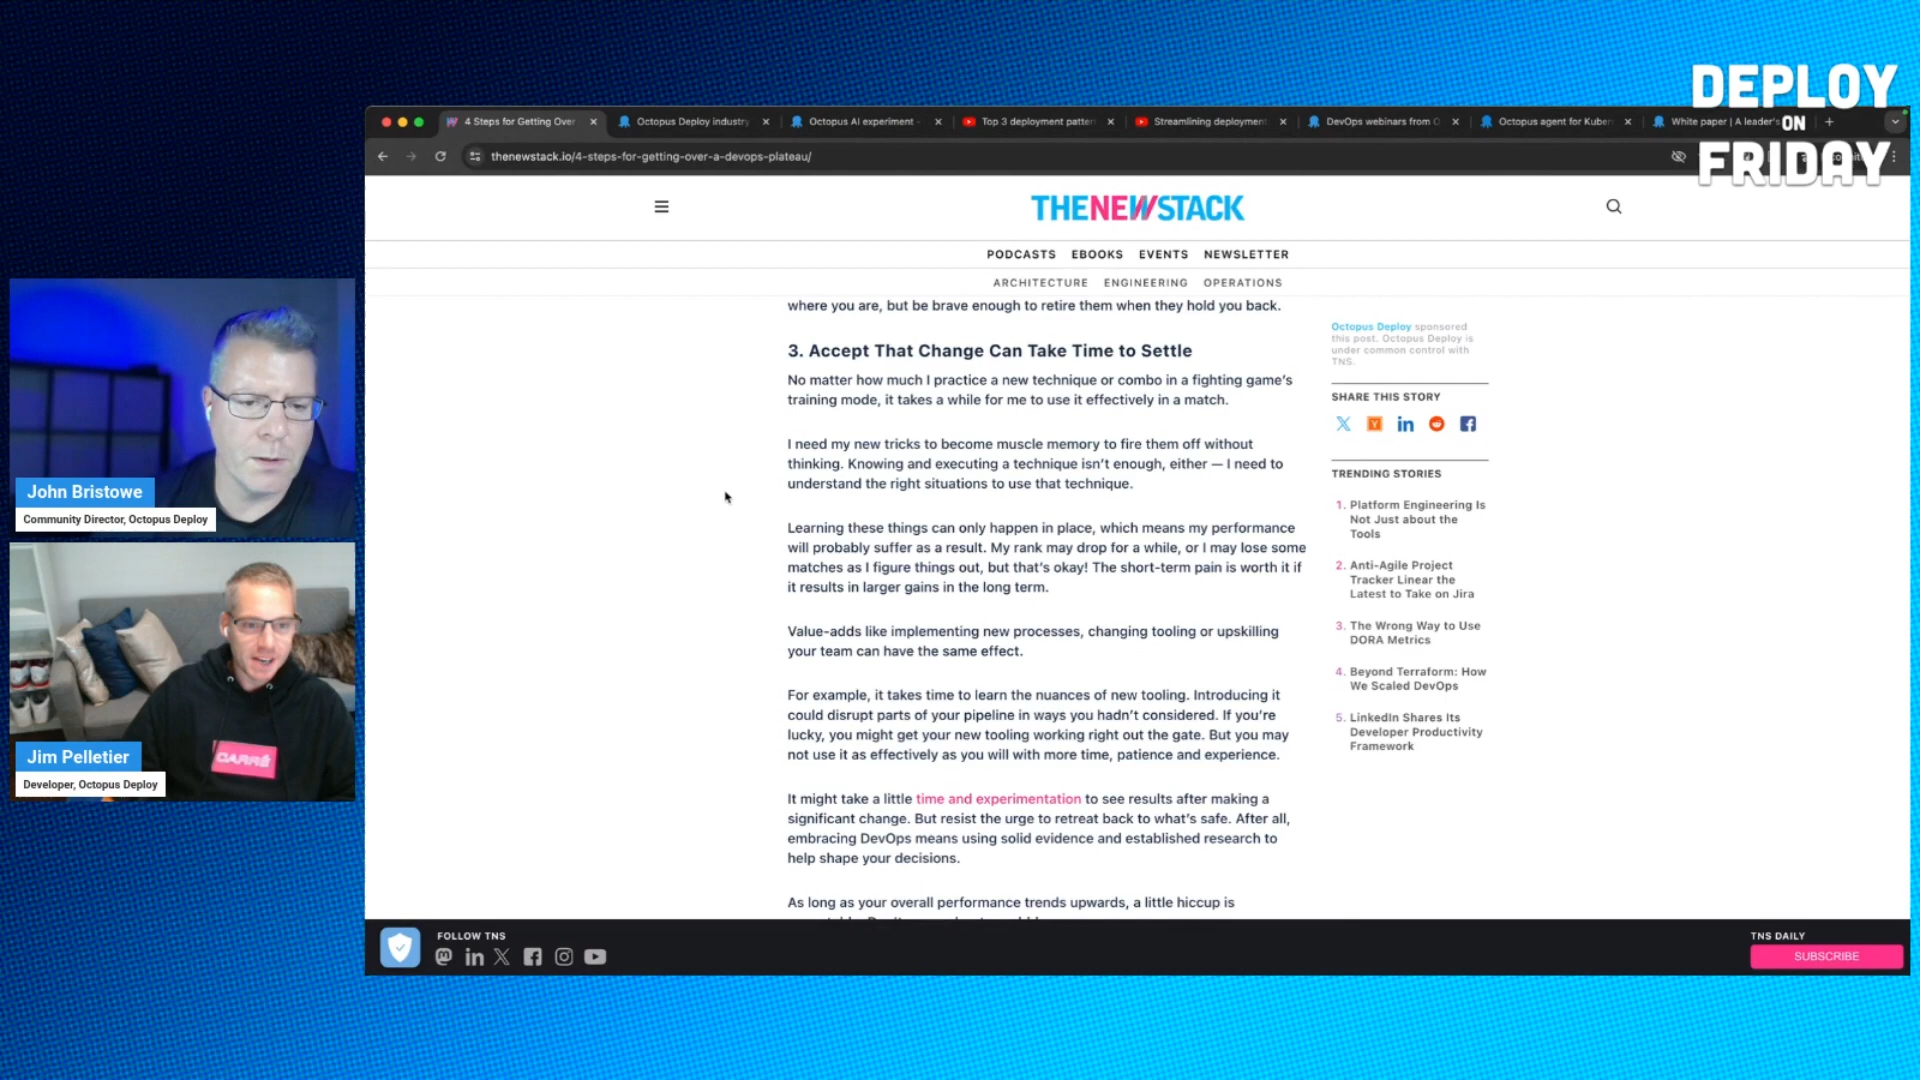 DEPLOY
ON
FRIDAY
4 Steps for Getting Over
Octopus Deploy industry
Octopus AI experiment -
Top 3 deployment patter
Streamlining deployment
DevOps webinars from O
Octopus agent for Kuber
White paper | A leader's
thenewstack.io/4-steps-for-getting-over-a-devops-plateau/
THENEWSTACK
PODCASTS EBOOKS EVENTS NEWSLETTER
ARCHITECTURE ENGINEERING OPERATIONS
where you are, but be brave enough to retire them when they hold you back.
3. Accept That Change Can Take Time to Settle
No matter how much I practice a new technique or combo in a fighting game's
training mode, it takes a while for me to use it effectively in a match.
I need my new tricks to become muscle memory to fire them off without
thinking. Knowing and executing a technique isn't enough, either — I need to
understand the right situations to use that technique.
Learning these things can only happen in place, which means my performance
will probably suffer as a result. My rank may drop for a while, or I may lose some
matches as I figure things out, but that's okay! The short-term pain is worth it if
it results in larger gains in the long term.
Value-adds like implementing new processes, changing tooling or upskilling
your team can have the same effect.
For example, it takes time to learn the nuances of new tooling. Introducing it
could disrupt parts of your pipeline in ways you hadn't considered. If you're
lucky, you might get your new tooling working right out the gate. But you may
not use it as effectively as you will with more time, patience and experience.
It might take a little time and experimentation to see results after making a
significant change. But resist the urge to retreat back to what's safe. After all,
embracing DevOps means using solid evidence and established research to
help shape your decisions.
As long as your overall performance trends upwards, a little hiccup is
Octopus Deploy sponsored
this post. Octopus Deploy is
under common control with
TNS.
SHARE THIS STORY
TRENDING STORIES
1. Platform Engineering Is
Not Just about the
Tools
2. Anti-Agile Project
Tracker Linear the
Latest to Take on Jira
3. The Wrong Way to Use
DORA Metrics
4. Beyond Terraform: How
We Scaled DevOps
5. LinkedIn Shares Its
Developer Productivity
Framework
FOLLOW TNS
TNS DAILY
SUBSCRIBE
John Bristowe
Community Director, Octopus Deploy
CARRÉ
Jim Pelletier
Developer, Octopus Deploy